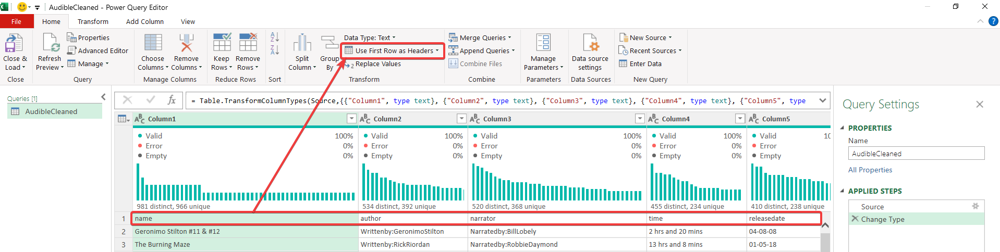 AudibleCleaned - Power Query Editor
File Home Transform Add Column View
Close & Load
Close
Refresh Preview
Properties
Advanced Editor
Manage
Query
Choose Columns
Remove Columns
Manage Columns
Keep Rows
Remove Rows
Reduce Rows
Sort
Split Column
Group By
Data Type: Text
Use First Row as Headers
Replace Values
Transform
Merge Queries
Append Queries
Combine Files
Combine
Manage Parameters
Parameters
Data source settings
Data Sources
New Source
Recent Sources
Enter Data
New Query
Queries [1]
AudibleCleaned
fx
= Table.TransformColumnTypes(Source,{{"Column1", type text}, {"Column2", type text}, {"Column3", type text}, {"Column4", type text}, {"Column5", type
Column1 Column2 Column3 Column4 Column5
Valid 100% Valid 100% Valid 100% Valid 100% Valid 1
Error 0% Error 0% Error 0% Error 0% Error
Empty 0% Empty 0% Empty 0% Empty 0% Empty
981 distinct, 966 unique 534 distinct, 392 unique 520 distinct, 368 unique 455 distinct, 234 unique 410 distinct, 238 unique
1 name author narrator time releasedate
2 Geronimo Stilton #11 & #12 Writtenby:GeronimoStilton Narratedby:BillLobely 2 hrs and 20 mins 04-08-08
3 The Burning Maze Writtenby:RickRiordan Narratedby:RobbieDaymond 13 hrs and 8 mins 01-05-18
Query Settings
PROPERTIES
Name
AudibleCleaned
All Properties
APPLIED STEPS
Source
Change Type